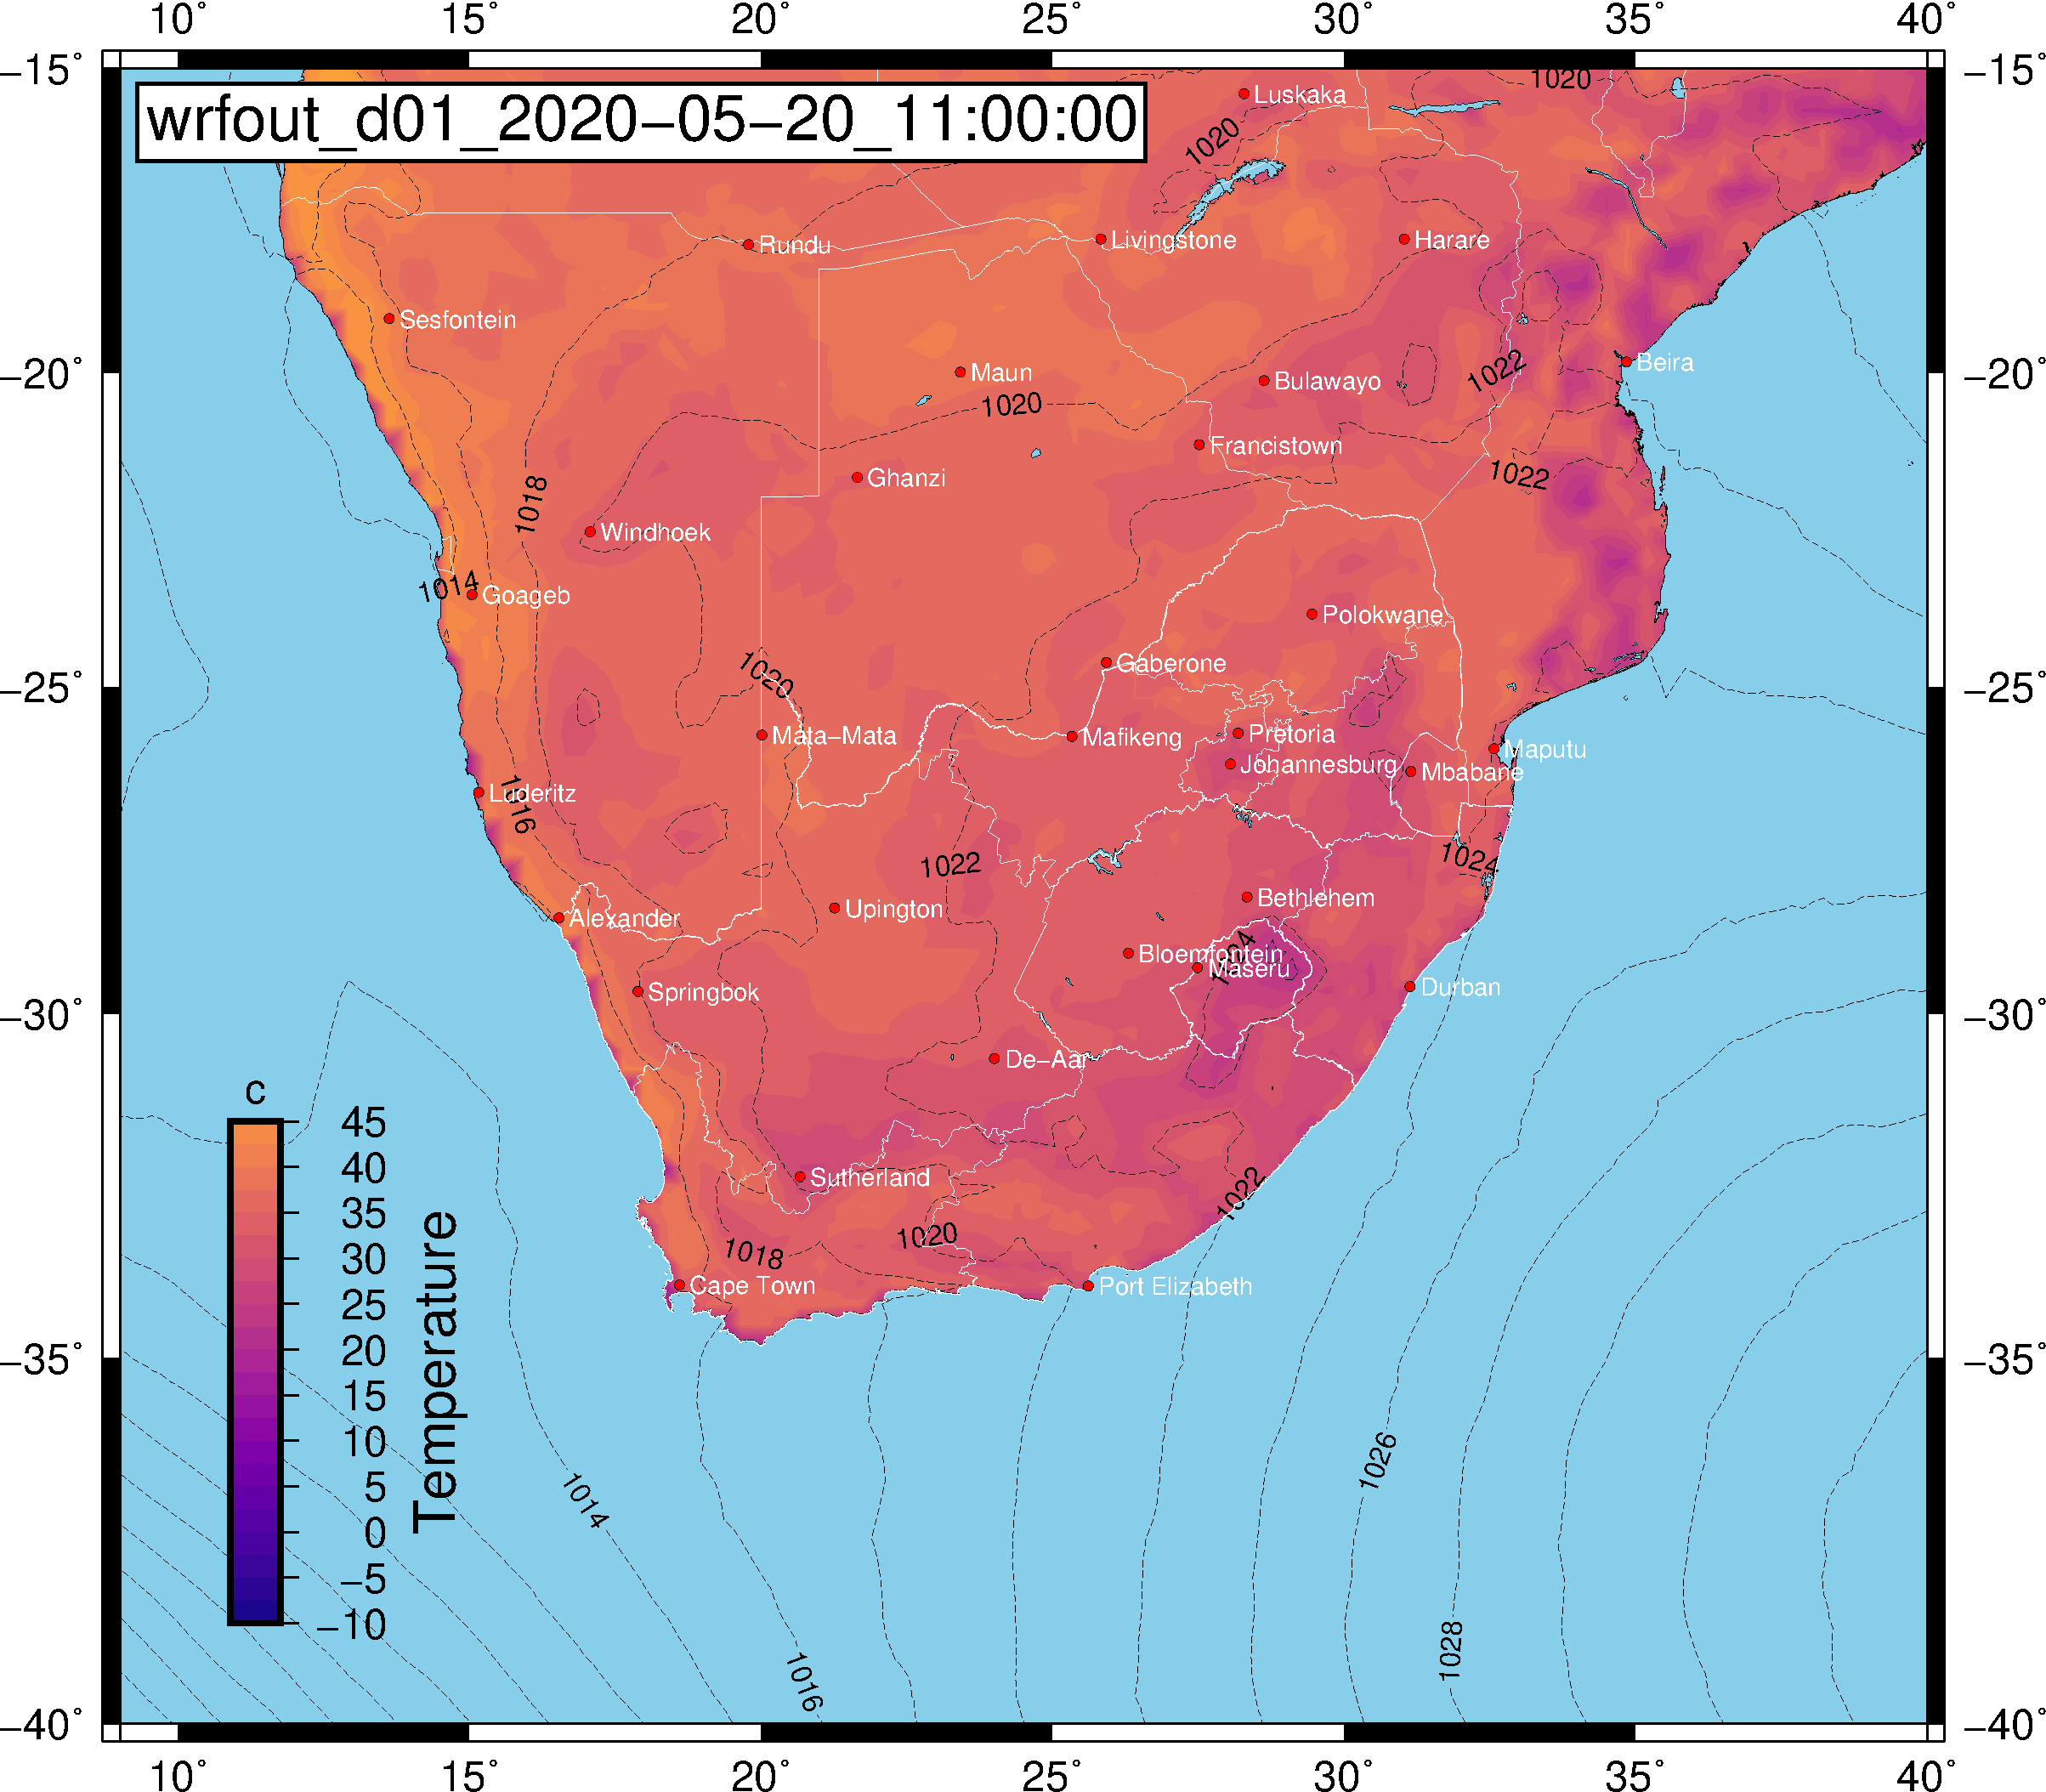 10° 15° 20° 25° 30° 35° 40°
−15° −15°
wrfout_d01_2020−05−20_11:00:00
1020
Luskaka
1020
Rundu
Livingstone
Harare
Sesfontein
−20° −20°
Beira
1022
Maun
Bulawayo
1020
Francistown
1022
Ghanzi
1018
Windhoek
1014
Goageb
Polokwane
Gaberone
1020
−25° −25°
Mata−Mata
Mafikeng
Pretoria
Maputu
Johannesburg
Mbabane
Luderitz
1016
1022
1024
Bethlehem
Upington
Alexander
Bloemfontein
1024
Maseru
Durban
Springbok
−30° −30°
De−Aar
Sutherland
1022
1020
1018
Cape Town
Port Elizabeth
−35° −35°
c
45
40
35
30
25
20
15
10
5
0
−5
−10
Temperature
1014
1026
1028
1016
−40° −40°
10° 15° 20° 25° 30° 35° 40°